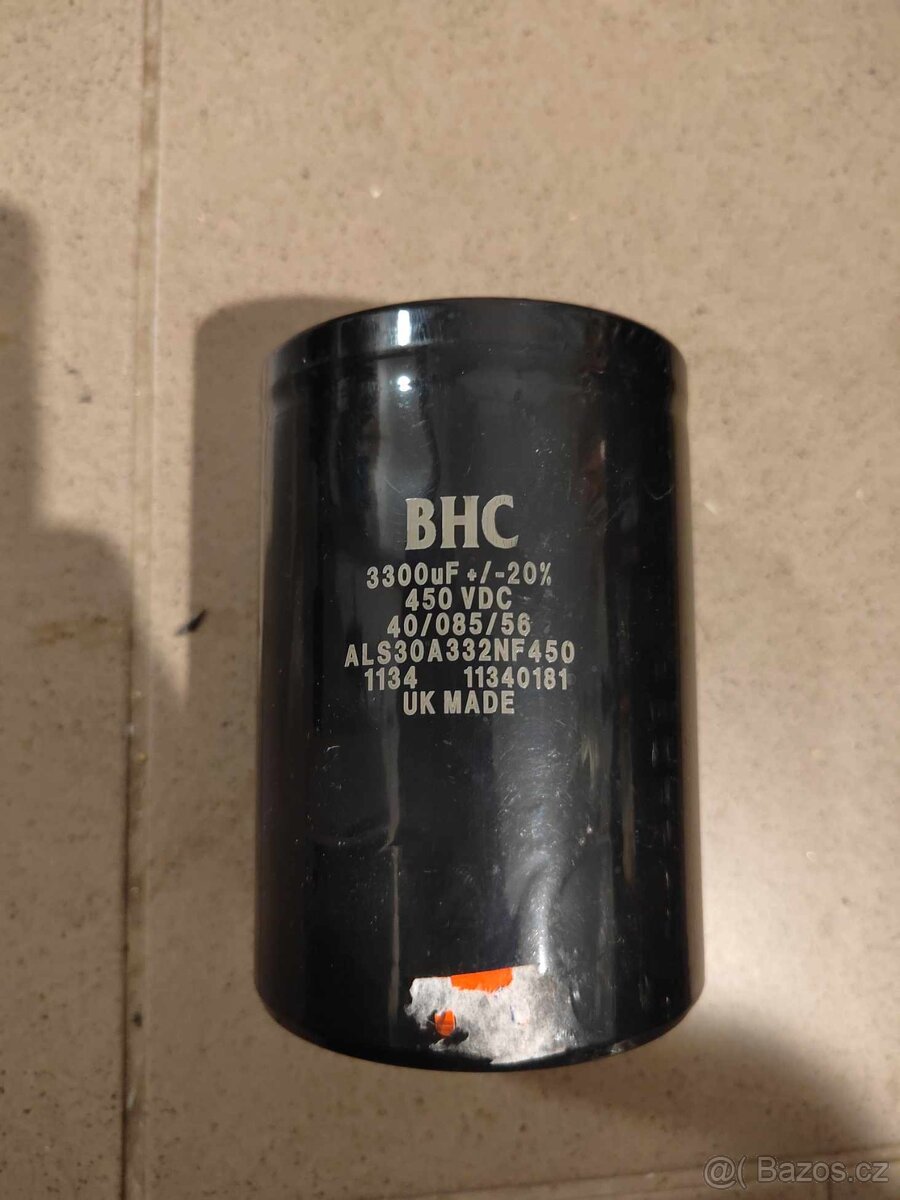 BHC
3300uF +/-20%
450 VDC
40/085/56
ALS30A332NF450
1134 11340181
UK MADE
@( Bazos.cz